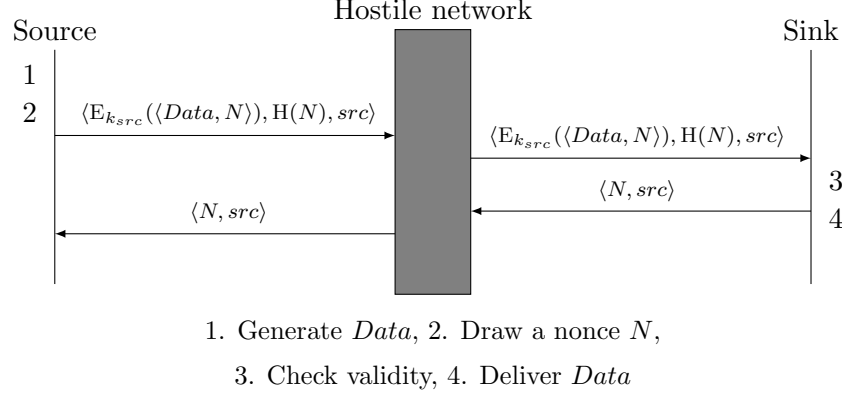 Hostile network
Source
Sink
1
2
⟨E_{k_{src}}(⟨Data, N⟩), H(N), src⟩
⟨E_{k_{src}}(⟨Data, N⟩), H(N), src⟩
3
⟨N, src⟩
4
⟨N, src⟩
1. Generate Data, 2. Draw a nonce N,
3. Check validity, 4. Deliver Data